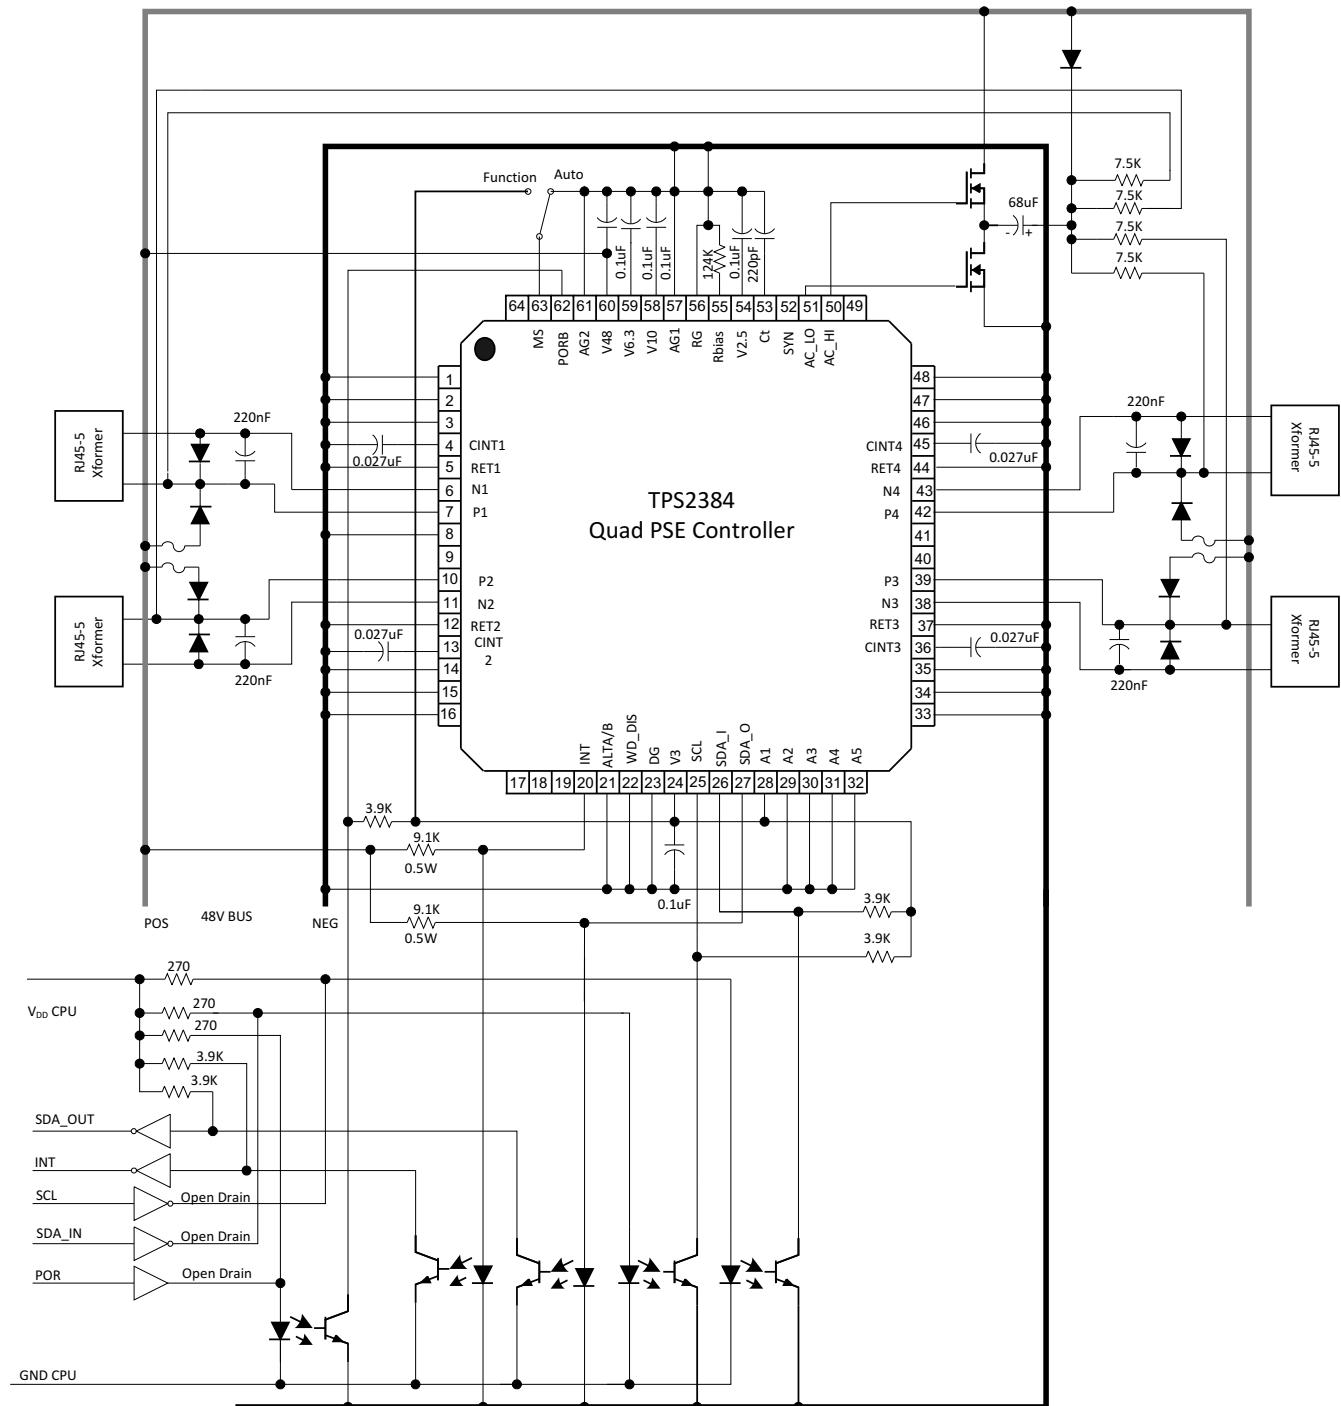 7.5K
7.5K
7.5K
7.5K
Function
Auto
68uF
-
+
0.1uF
0.1uF
0.1uF
124K
0.1uF
220pF
64 63 62 61 60 59 58 57 56 55 54 53 52 51 50 49
MS
PORB
AG2
V48
V6.3
V10
AG1
RG
Rbias
V2.5
Ct
SYN
AC_LO
AC_HI
1
2
3
4
5
6
7
8
9
10
11
12
13
14
15
16
CINT1
RET1
N1
P1
P2
N2
RET2
CINT
2
220nF
0.027uF
RJ45-5
Xformer
0.027uF
RJ45-5
Xformer
220nF
TPS2384
Quad PSE Controller
48
47
46
45
44
43
42
41
40
39
38
37
36
35
34
33
CINT4
RET4
N4
P4
P3
N3
RET3
CINT3
220nF
0.027uF
RJ45-5
Xformer
0.027uF
RJ45-5
Xformer
220nF
INT
ALTA/B
WD_DIS
DG
V3
SCL
SDA_I
SDA_O
A1
A2
A3
A4
A5
17 18 19 20 21 22 23 24 25 26 27 28 29 30 31 32
3.9K
9.1K
0.5W
0.1uF
3.9K
9.1K
0.5W
3.9K
POS
48V BUS
NEG
270
VDD CPU
270
270
3.9K
3.9K
SDA_OUT
INT
SCL
Open Drain
SDA_IN
Open Drain
POR
Open Drain
GND CPU